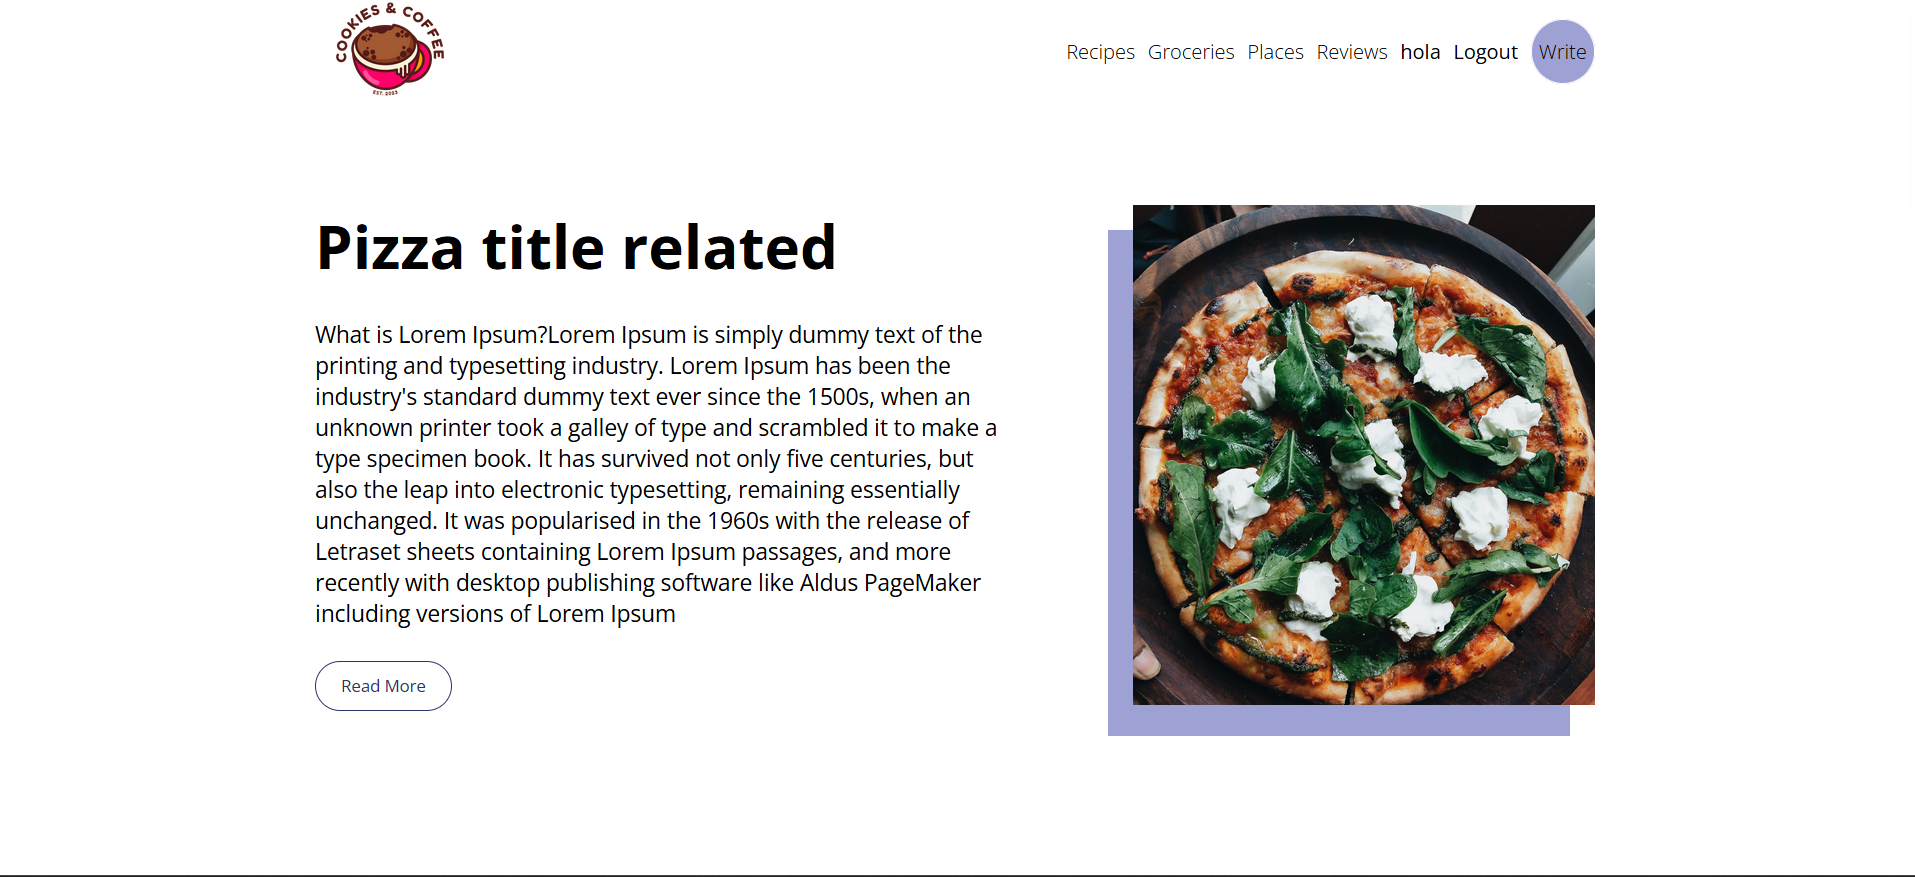 COOKIES & COFFEE
EST. 2023
Recipes Groceries Places Reviews hola Logout Write
Pizza title related
What is Lorem Ipsum?Lorem Ipsum is simply dummy text of the
printing and typesetting industry. Lorem Ipsum has been the
industry's standard dummy text ever since the 1500s, when an
unknown printer took a galley of type and scrambled it to make a
type specimen book. It has survived not only five centuries, but
also the leap into electronic typesetting, remaining essentially
unchanged. It was popularised in the 1960s with the release of
Letraset sheets containing Lorem Ipsum passages, and more
recently with desktop publishing software like Aldus PageMaker
including versions of Lorem Ipsum
Read More